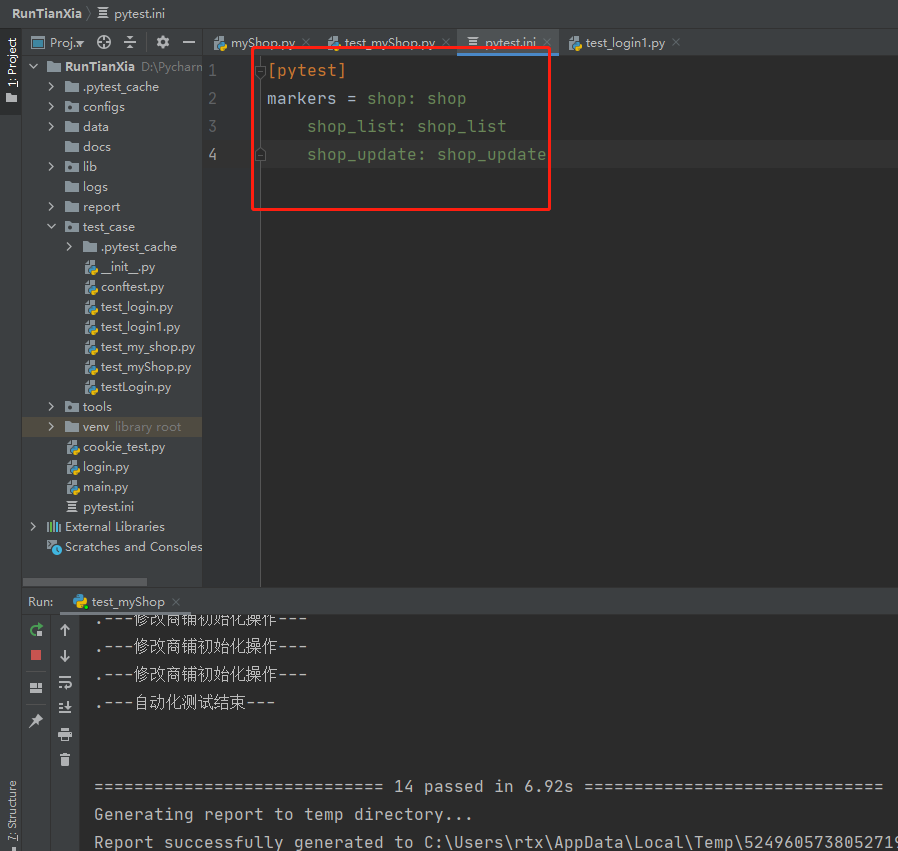 RunTianXia pytest.ini
1: Project
Proj..
myShop.py
test_myShop.py
pytest.ini
test_login1.py
RunTianXia D:\Pycharm
.pytest_cache
configs
data
docs
lib
logs
report
test_case
.pytest_cache
__init__.py
conftest.py
test_login.py
test_login1.py
test_my_shop.py
test_myShop.py
testLogin.py
tools
venv library root
cookie_test.py
login.py
main.py
pytest.ini
External Libraries
Scratches and Consoles
1 [pytest]
2 markers = shop: shop
3 shop_list: shop_list
4 shop_update: shop_update
Run: test_myShop
.---修改商铺初始化操作---
.---修改商铺初始化操作---
.---修改商铺初始化操作---
.---自动化测试结束---
============================= 14 passed in 6.92s ==============================
Generating report to temp directory...
Report successfully generated to C:\Users\rtx\AppData\Local\Temp\5249605738052719
7: Structure